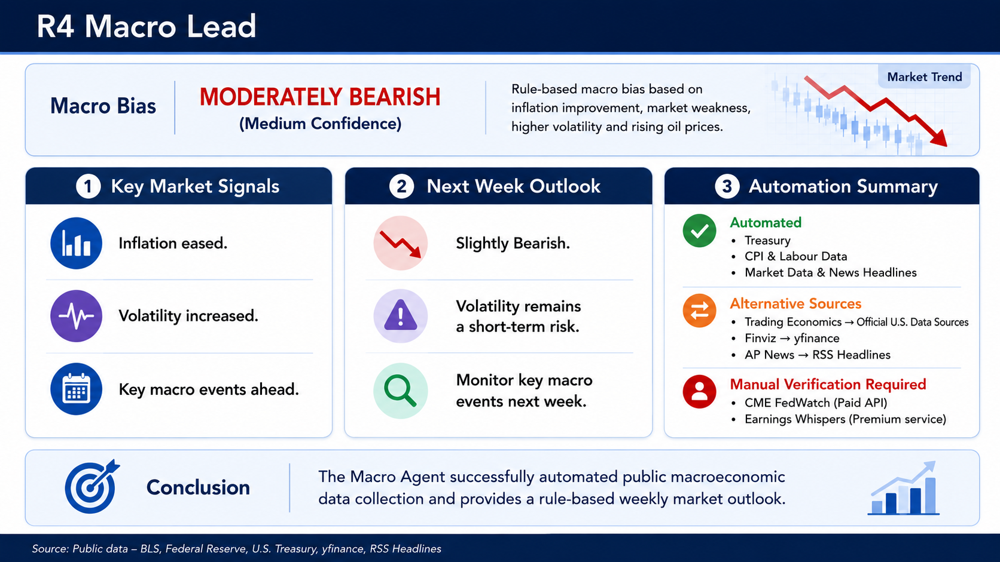 R4 Macro Lead
Macro Bias
MODERATELY BEARISH
(Medium Confidence)
Rule-based macro bias based on
inflation improvement, market weakness,
higher volatility and rising oil prices.
Market Trend
1 Key Market Signals
Inflation eased.
Volatility increased.
Key macro events ahead.
2 Next Week Outlook
Slightly Bearish.
Volatility remains
a short-term risk.
Monitor key macro
events next week.
3 Automation Summary
Automated
• Treasury
• CPI & Labour Data
• Market Data & News Headlines
Alternative Sources
• Trading Economics → Official U.S. Data Sources
• Finviz → yfinance
• AP News → RSS Headlines
Manual Verification Required
• CME FedWatch (Paid API)
• Earnings Whispers (Premium service)
Conclusion
The Macro Agent successfully automated public macroeconomic
data collection and provides a rule-based weekly market outlook.
Source: Public data – BLS, Federal Reserve, U.S. Treasury, yfinance, RSS Headlines